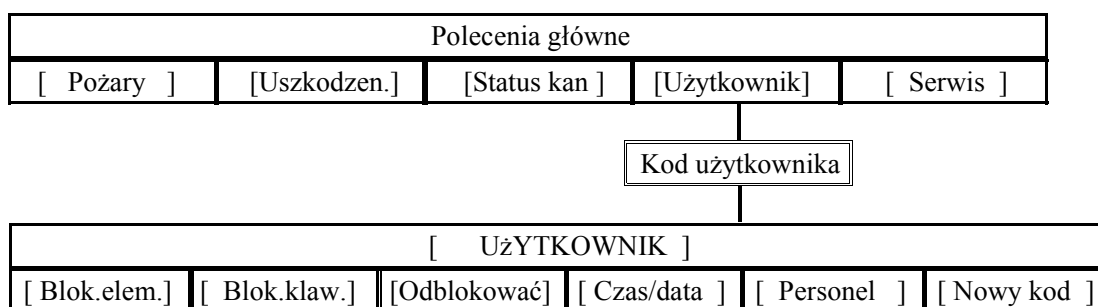 Polecenia główne
[ Pożary ] [Uszkodzen.] [Status kan ] [Użytkownik] [ Serwis ]
Kod użytkownika
[ UżYTKOWNIK ]
[ Blok.elem.] [ Blok.klaw.] [Odblokować] [ Czas/data ] [ Personel ] [ Nowy kod ]